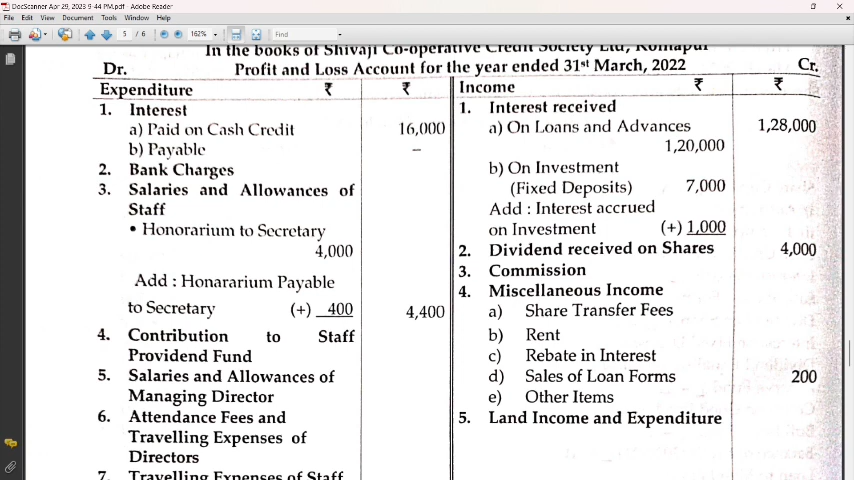 DocScanner Apr 29, 2023 9-44 PM.pdf - Adobe Reader
File Edit View Document Tools Window Help
5 / 6 162% Find
In the books of Shivaji Co-operative Credit Society Ltd, Kolhapur
Dr. Profit and Loss Account for the year ended 31st March, 2022 Cr.
Expenditure ₹ ₹
1. Interest
a) Paid on Cash Credit 16,000
b) Payable –
2. Bank Charges
3. Salaries and Allowances of
Staff
• Honorarium to Secretary
4,000
Add : Honararium Payable
to Secretary (+) 400 4,400
4. Contribution to Staff
Providend Fund
5. Salaries and Allowances of
Managing Director
6. Attendance Fees and
Travelling Expenses of
Directors
7. Travelling Expenses of Staff
Income ₹ ₹
1. Interest received
a) On Loans and Advances 1,28,000
1,20,000
b) On Investment
(Fixed Deposits) 7,000
Add : Interest accrued
on Investment (+) 1,000
2. Dividend received on Shares 4,000
3. Commission
4. Miscellaneous Income
a) Share Transfer Fees
b) Rent
c) Rebate in Interest
d) Sales of Loan Forms 200
e) Other Items
5. Land Income and Expenditure